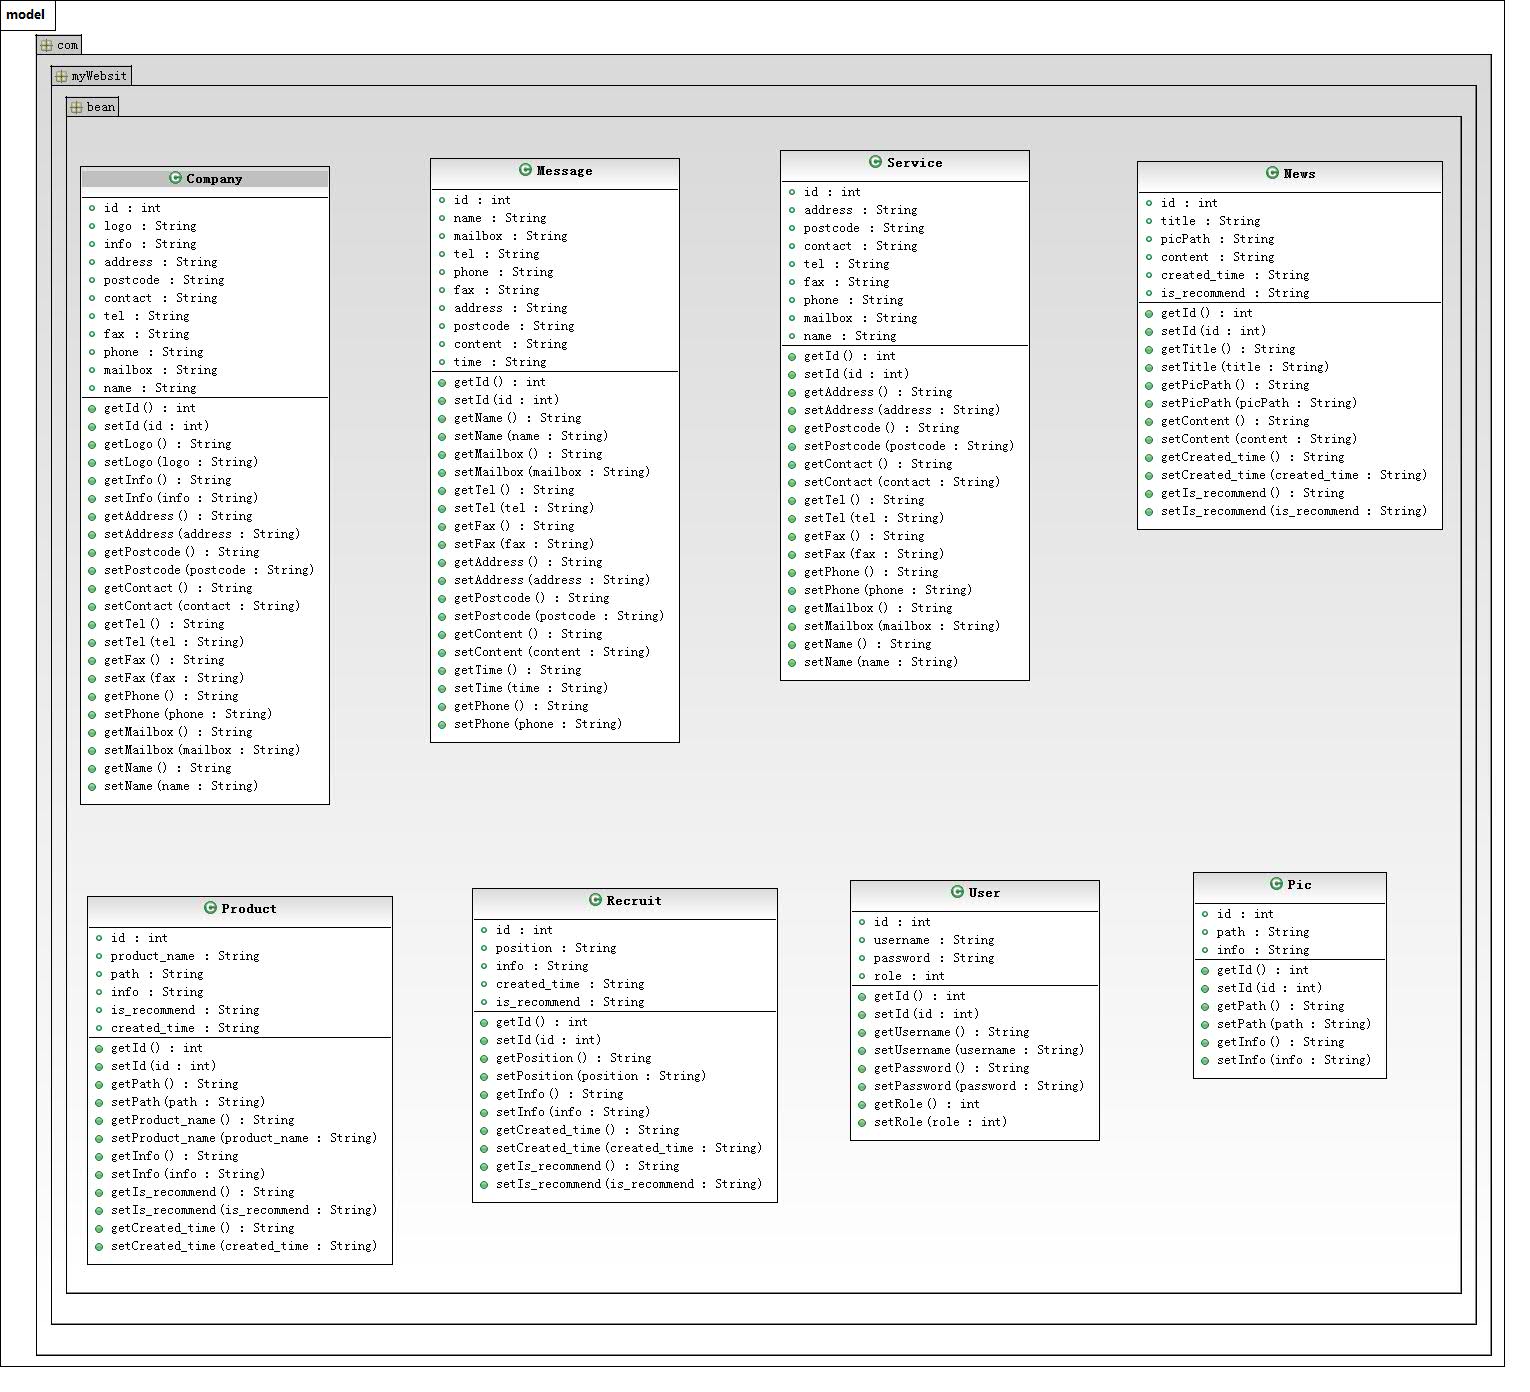 model
com
myWebsit
bean
Company
id : int
logo : String
info : String
address : String
postcode : String
contact : String
tel : String
fax : String
phone : String
mailbox : String
name : String
getId() : int
setId(id : int)
getLogo() : String
setLogo(logo : String)
getInfo() : String
setInfo(info : String)
getAddress() : String
setAddress(address : String)
getPostcode() : String
setPostcode(postcode : String)
getContact() : String
setContact(contact : String)
getTel() : String
setTel(tel : String)
getFax() : String
setFax(fax : String)
getPhone() : String
setPhone(phone : String)
getMailbox() : String
setMailbox(mailbox : String)
getName() : String
setName(name : String)
Message
id : int
name : String
mailbox : String
tel : String
phone : String
fax : String
address : String
postcode : String
content : String
time : String
getId() : int
setId(id : int)
getName() : String
setName(name : String)
getMailbox() : String
setMailbox(mailbox : String)
getTel() : String
setTel(tel : String)
getFax() : String
setFax(fax : String)
getAddress() : String
setAddress(address : String)
getPostcode() : String
setPostcode(postcode : String)
getContent() : String
setContent(content : String)
getTime() : String
setTime(time : String)
getPhone() : String
setPhone(phone : String)
Service
id : int
address : String
postcode : String
contact : String
tel : String
fax : String
phone : String
mailbox : String
name : String
getId() : int
setId(id : int)
getAddress() : String
setAddress(address : String)
getPostcode() : String
setPostcode(postcode : String)
getContact() : String
setContact(contact : String)
getTel() : String
setTel(tel : String)
getFax() : String
setFax(fax : String)
getPhone() : String
setPhone(phone : String)
getMailbox() : String
setMailbox(mailbox : String)
getName() : String
setName(name : String)
News
id : int
title : String
picPath : String
content : String
created_time : String
is_recommend : String
getId() : int
setId(id : int)
getTitle() : String
setTitle(title : String)
getPicPath() : String
setPicPath(picPath : String)
getContent() : String
setContent(content : String)
getCreated_time() : String
setCreated_time(created_time : String)
getIs_recommend() : String
setIs_recommend(is_recommend : String)
Product
id : int
product_name : String
path : String
info : String
is_recommend : String
created_time : String
getId() : int
setId(id : int)
getPath() : String
setPath(path : String)
getProduct_name() : String
setProduct_name(product_name : String)
getInfo() : String
setInfo(info : String)
getIs_recommend() : String
setIs_recommend(is_recommend : String)
getCreated_time() : String
setCreated_time(created_time : String)
Recruit
id : int
position : String
info : String
created_time : String
is_recommend : String
getId() : int
setId(id : int)
getPosition() : String
setPosition(position : String)
getInfo() : String
setInfo(info : String)
getCreated_time() : String
setCreated_time(created_time : String)
getIs_recommend() : String
setIs_recommend(is_recommend : String)
User
id : int
username : String
password : String
role : int
getId() : int
setId(id : int)
getUsername() : String
setUsername(username : String)
getPassword() : String
setPassword(password : String)
getRole() : int
setRole(role : int)
Pic
id : int
path : String
info : String
getId() : int
setId(id : int)
getPath() : String
setPath(path : String)
getInfo() : String
setInfo(info : String)